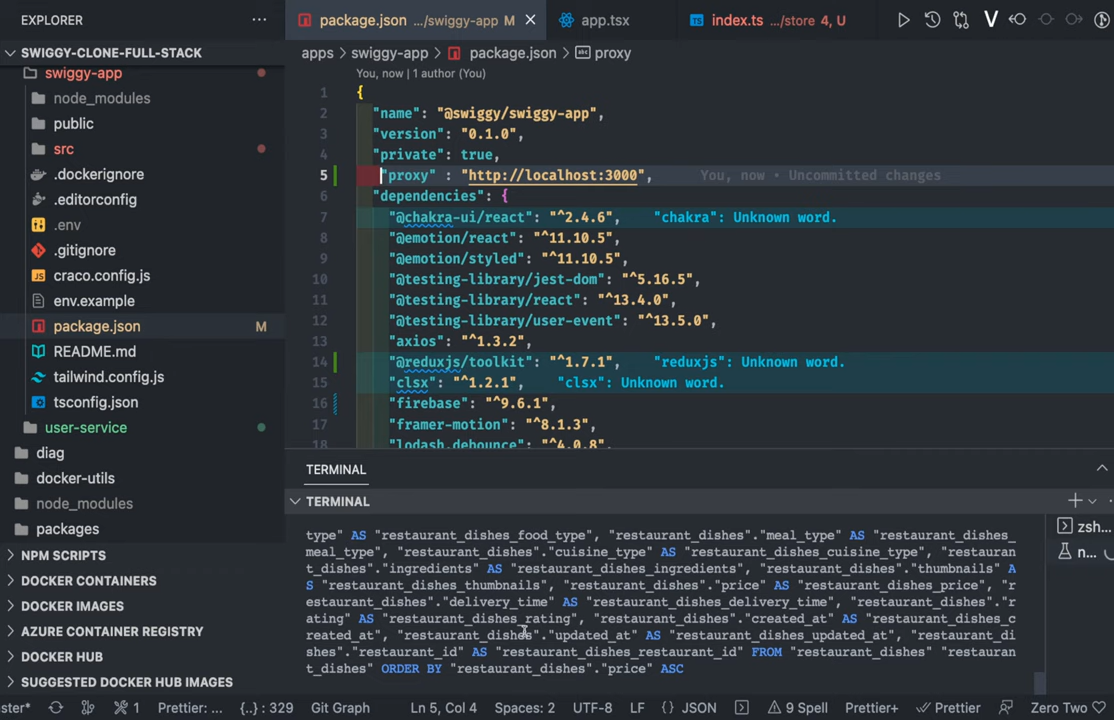 EXPLORER
package.json .../swiggy-app M
app.tsx
index.ts .../store 4, U
SWIGGY-CLONE-FULL-STACK
swiggy-app
node_modules
public
src
.dockerignore
.editorconfig
.env
.gitignore
craco.config.js
env.example
package.json M
README.md
tailwind.config.js
tsconfig.json
user-service
diag
docker-utils
node_modules
packages
NPM SCRIPTS
DOCKER CONTAINERS
DOCKER IMAGES
AZURE CONTAINER REGISTRY
DOCKER HUB
SUGGESTED DOCKER HUB IMAGES
apps > swiggy-app > package.json > proxy
You, now | 1 author (You)
1 {
2 "name": "@swiggy/swiggy-app",
3 "version": "0.1.0",
4 "private": true,
5 "proxy" : "http://localhost:3000", You, now • Uncommitted changes
6 "dependencies": {
7 "@chakra-ui/react": "^2.4.6", "chakra": Unknown word.
8 "@emotion/react": "^11.10.5",
9 "@emotion/styled": "^11.10.5",
10 "@testing-library/jest-dom": "^5.16.5",
11 "@testing-library/react": "^13.4.0",
12 "@testing-library/user-event": "^13.5.0",
13 "axios": "^1.3.2",
14 "@reduxjs/toolkit": "^1.7.1", "reduxjs": Unknown word.
15 "clsx": "^1.2.1", "clsx": Unknown word.
16 "firebase": "^9.6.1",
17 "framer-motion": "^8.1.3",
18 "lodash.debounce": "^4.0.8",
TERMINAL
TERMINAL
zsh...
n...
type" AS "restaurant_dishes_food_type", "restaurant_dishes"."meal_type" AS "restaurant_dishes_
meal_type", "restaurant_dishes"."cuisine_type" AS "restaurant_dishes_cuisine_type", "restauran
t_dishes"."ingredients" AS "restaurant_dishes_ingredients", "restaurant_dishes"."thumbnails" A
S "restaurant_dishes_thumbnails", "restaurant_dishes"."price" AS "restaurant_dishes_price", "r
estaurant_dishes"."delivery_time" AS "restaurant_dishes_delivery_time", "restaurant_dishes"."r
ating" AS "restaurant_dishes_rating", "restaurant_dishes"."created_at" AS "restaurant_dishes_c
reated_at", "restaurant_dishes"."updated_at" AS "restaurant_dishes_updated_at", "restaurant_di
shes"."restaurant_id" AS "restaurant_dishes_restaurant_id" FROM "restaurant_dishes" "restauran
t_dishes" ORDER BY "restaurant_dishes"."price" ASC
ster* 1 Prettier: ... {..} : 329 Git Graph Ln 5, Col 4 Spaces: 2 UTF-8 LF {} JSON 9 Spell Prettier+ Prettier Zero Two